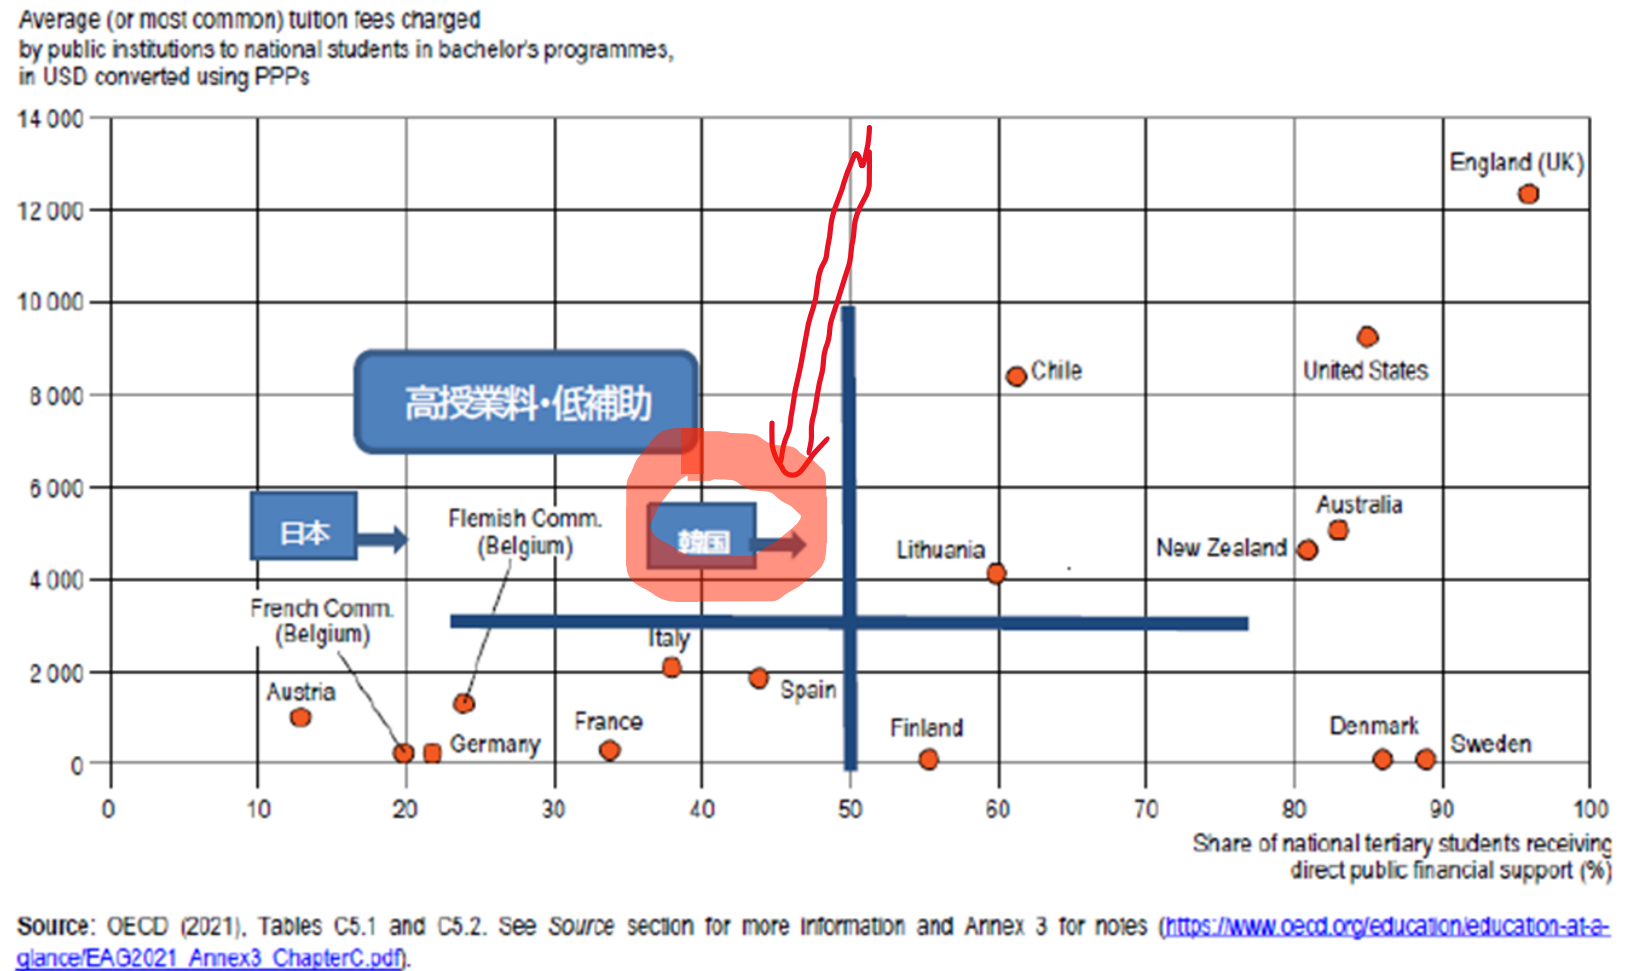 Average (or most common) tuition fees charged
by public institutions to national students in bachelor's programmes,
in USD converted using PPPs
14 000
England (UK)
12 000
10 000
Chile
United States
高授業料・低補助
8 000
6 000
日本
Flemish Comm.
(Belgium)
韓国
Australia
Lithuania
New Zealand
4 000
French Comm.
(Belgium)
Italy
2 000
Austria
Spain
France
Germany
Finland
Denmark
Sweden
0
0 10 20 30 40 50 60 70 80 90 100
Share of national tertiary students receiving
direct public financial support (%)
Source: OECD (2021), Tables C5.1 and C5.2. See Source section for more information and Annex 3 for notes (https://www.oecd.org/education/education-at-a-
glance/EAG2021_Annex3_ChapterC.pdf).